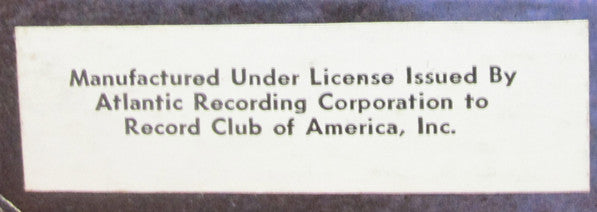 Manufactured Under License Issued By
Atlantic Recording Corporation to
Record Club of America, Inc.